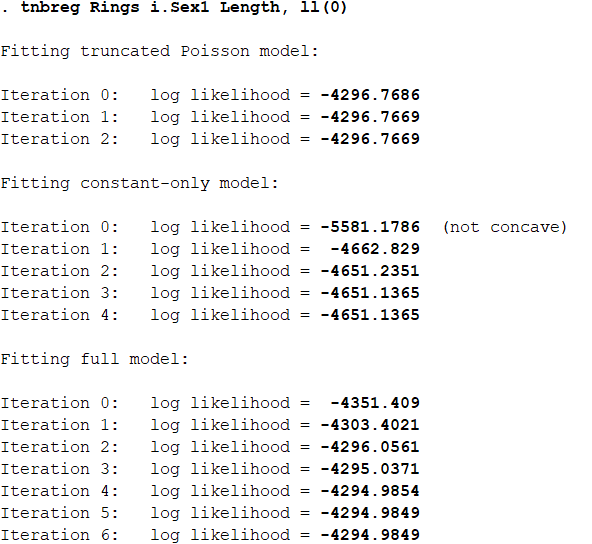 . tnbreg Rings i.Sex1 Length, ll(0)
Fitting truncated Poisson model:
Iteration 0:   log likelihood = -4296.7686
Iteration 1:   log likelihood = -4296.7669
Iteration 2:   log likelihood = -4296.7669
Fitting constant-only model:
Iteration 0:   log likelihood = -5581.1786  (not concave)
Iteration 1:   log likelihood =  -4662.829
Iteration 2:   log likelihood = -4651.2351
Iteration 3:   log likelihood = -4651.1365
Iteration 4:   log likelihood = -4651.1365
Fitting full model:
Iteration 0:   log likelihood =  -4351.409
Iteration 1:   log likelihood = -4303.4021
Iteration 2:   log likelihood = -4296.0561
Iteration 3:   log likelihood = -4295.0371
Iteration 4:   log likelihood = -4294.9854
Iteration 5:   log likelihood = -4294.9849
Iteration 6:   log likelihood = -4294.9849